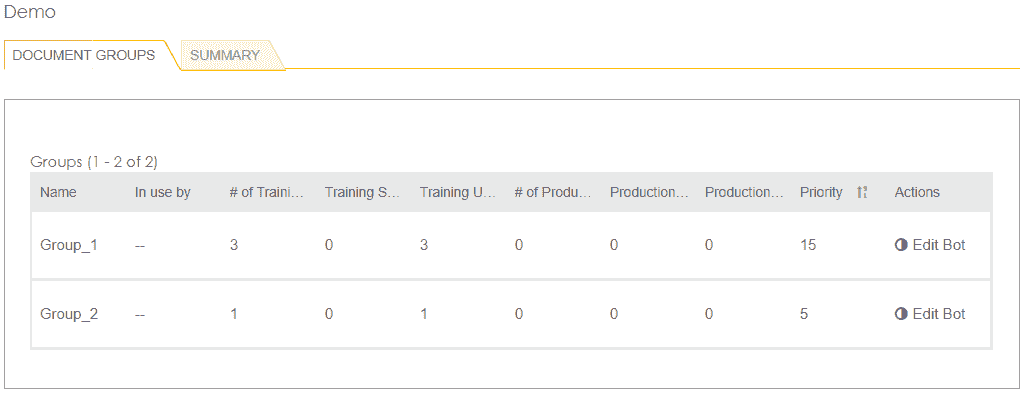 Demo
DOCUMENT GROUPS SUMMARY
Groups (1 - 2 of 2)
Name In use by # of Traini... Training S... Training U... # of Produ... Production... Production... Priority Actions
Group_1 -- 3 0 3 0 0 0 15 Edit Bot
Group_2 -- 1 0 1 0 0 0 5 Edit Bot